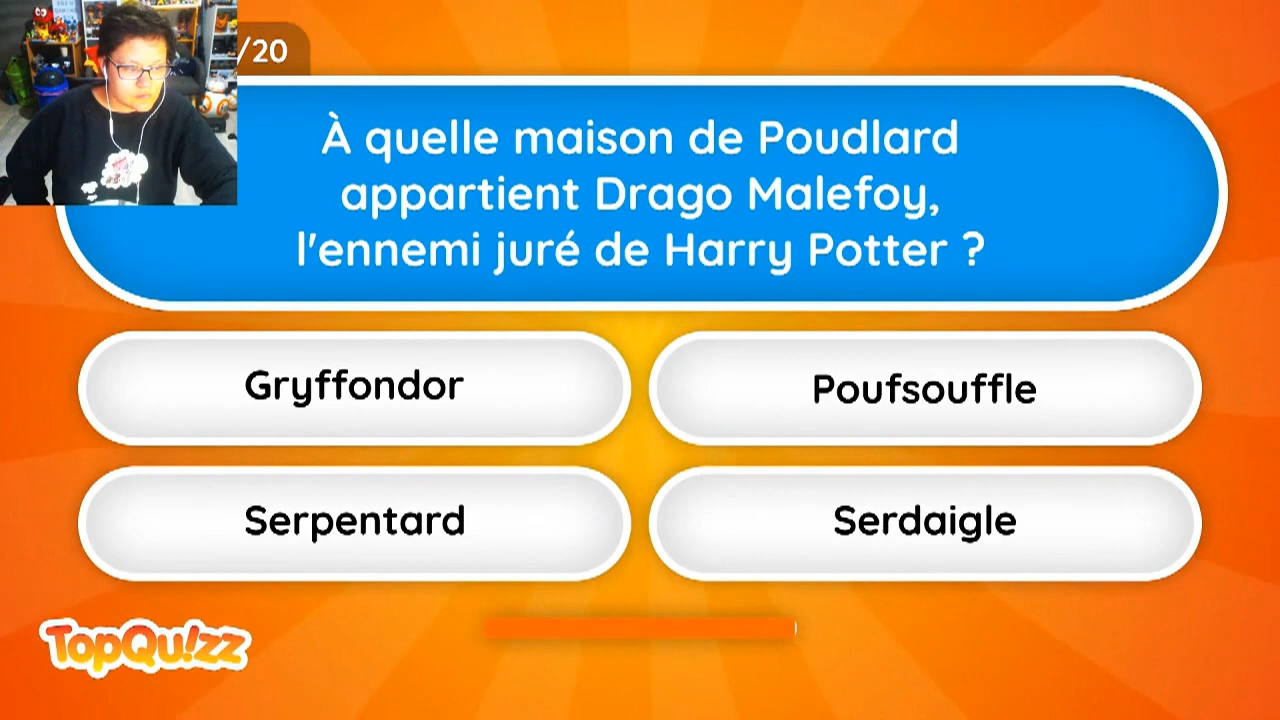 /20
À quelle maison de Poudlard
appartient Drago Malefoy,
l'ennemi juré de Harry Potter ?
Gryffondor
Poufsouffle
Serpentard
Serdaigle
TopQu!zz